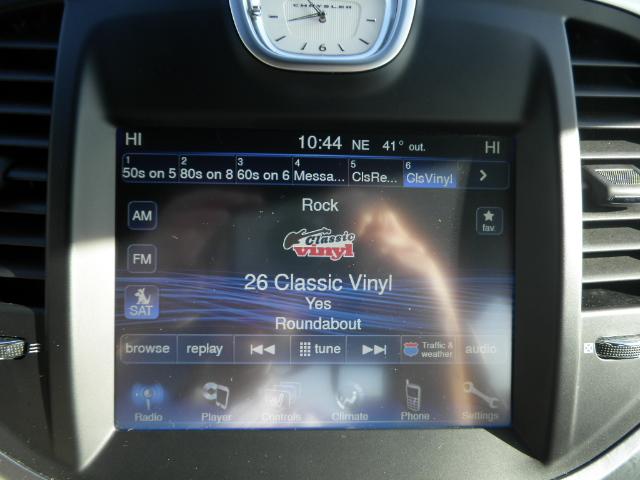 CHRYSLER
6
HI 10:44 NE 41° out. HI
1 2 3 4 5 6
50s on 5 80s on 8 60s on 6 Messa... ClsRe... ClsVinyl >
Rock
AM
fav.
Classic
vinyl
FM
26 Classic Vinyl
Yes
SAT
Roundabout
browse replay tune Traffic & weather audio
Radio Player Controls Climate Phone Settings